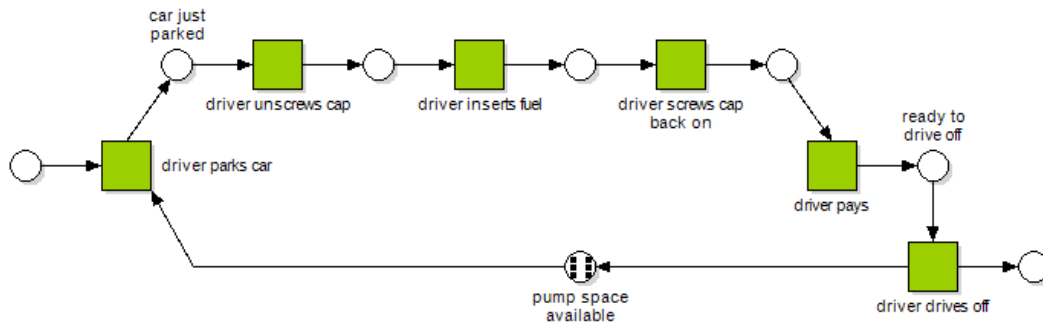 car just
parked
driver unscrews cap
driver inserts fuel
driver screws cap
back on
ready to
drive off
driver parks car
driver pays
pump space
available
driver drives off